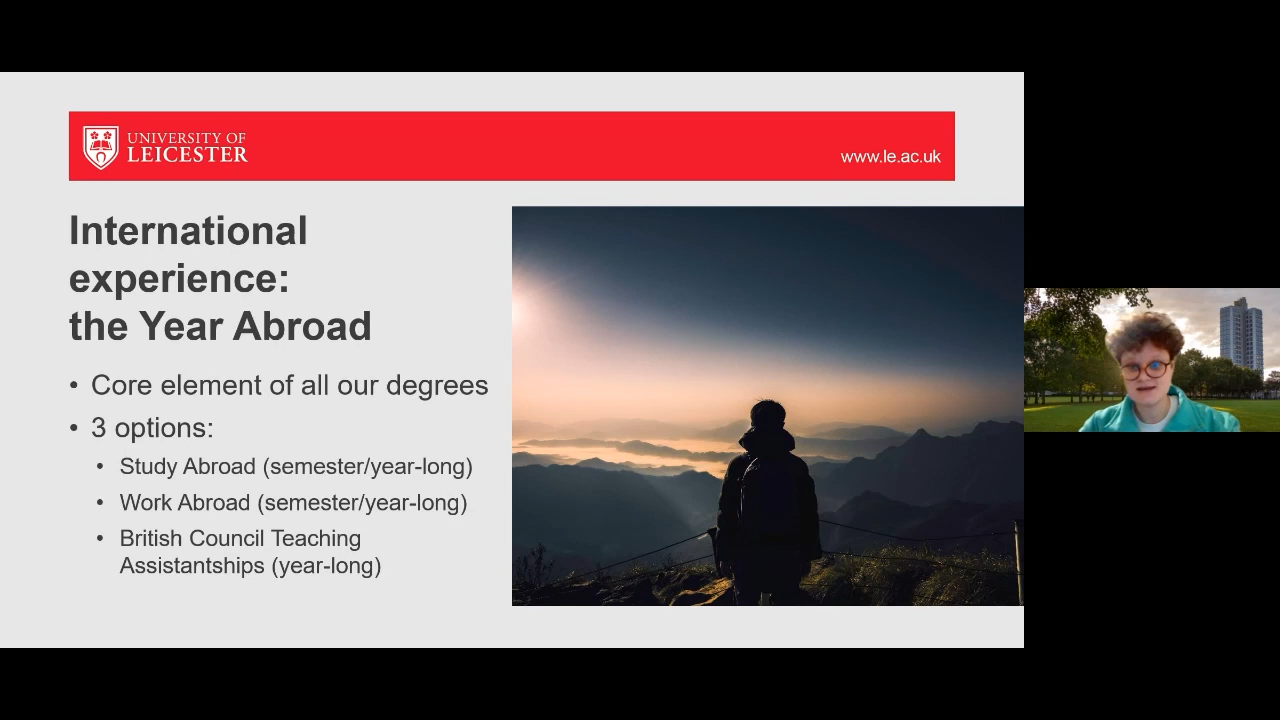 UNIVERSITY OF
LEICESTER
www.le.ac.uk
International
experience:
the Year Abroad
• Core element of all our degrees
• 3 options:
• Study Abroad (semester/year-long)
• Work Abroad (semester/year-long)
• British Council Teaching
Assistantships (year-long)